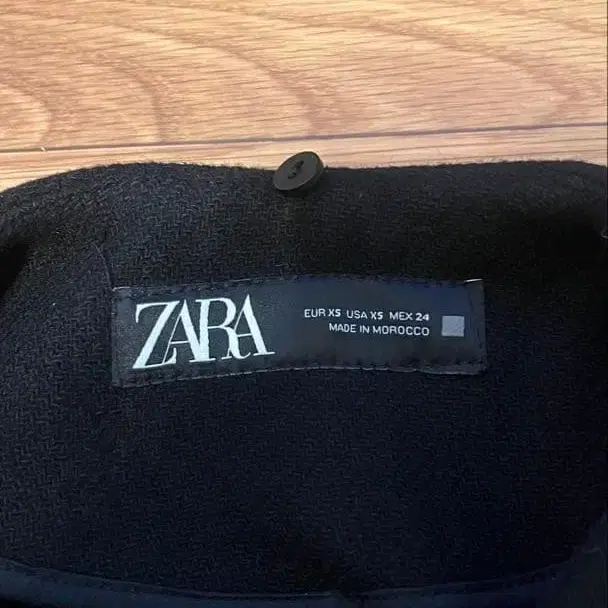 ZARA
EUR XS USA XS MEX 24
MADE IN MOROCCO